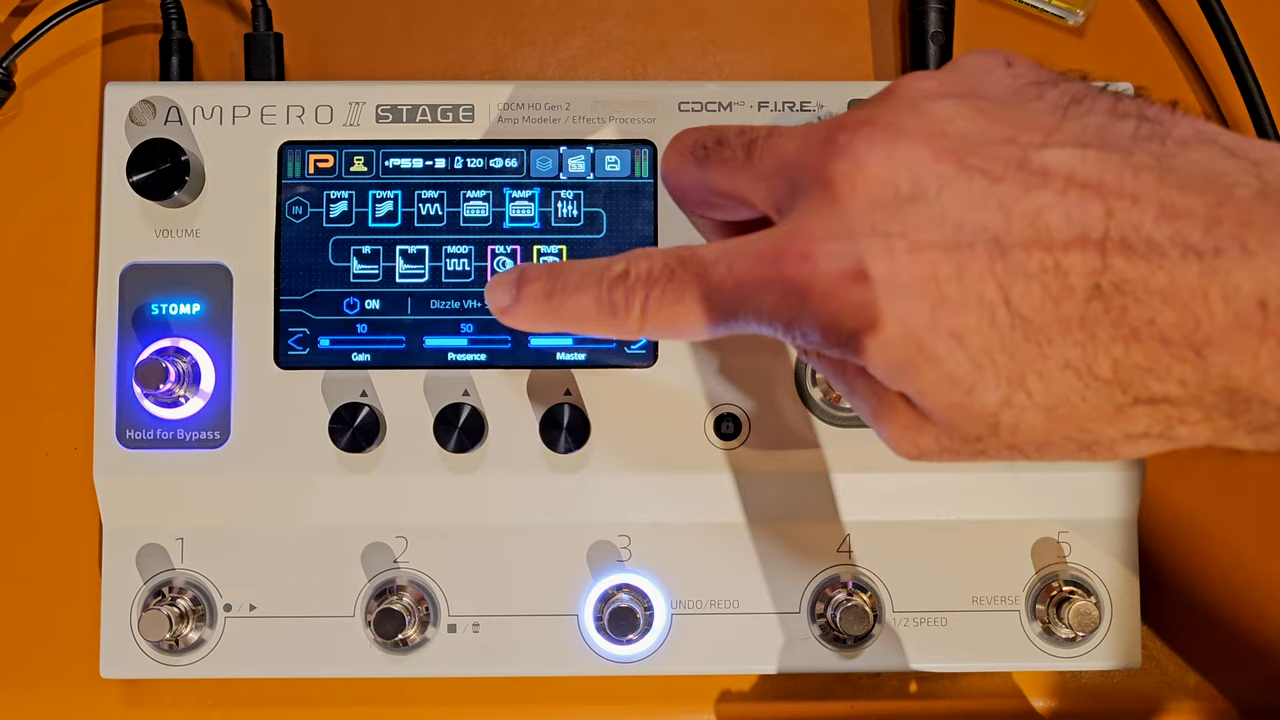 AMPERO II STAGE
CDCM HD Gen 2
Amp Modeler / Effects Processor
CDCM HD · F.I.R.E.
VOLUME
P P59-3 120 66 S3
IN DYN DYN DRV AMP AMP EQ
IR IR MOD DLY RVB
ON Dizzle VH+
10 50
Gain Presence Master
STOMP
Hold for Bypass
1 2 3 4 5
UNDO/REDO
1/2 SPEED
REVERSE